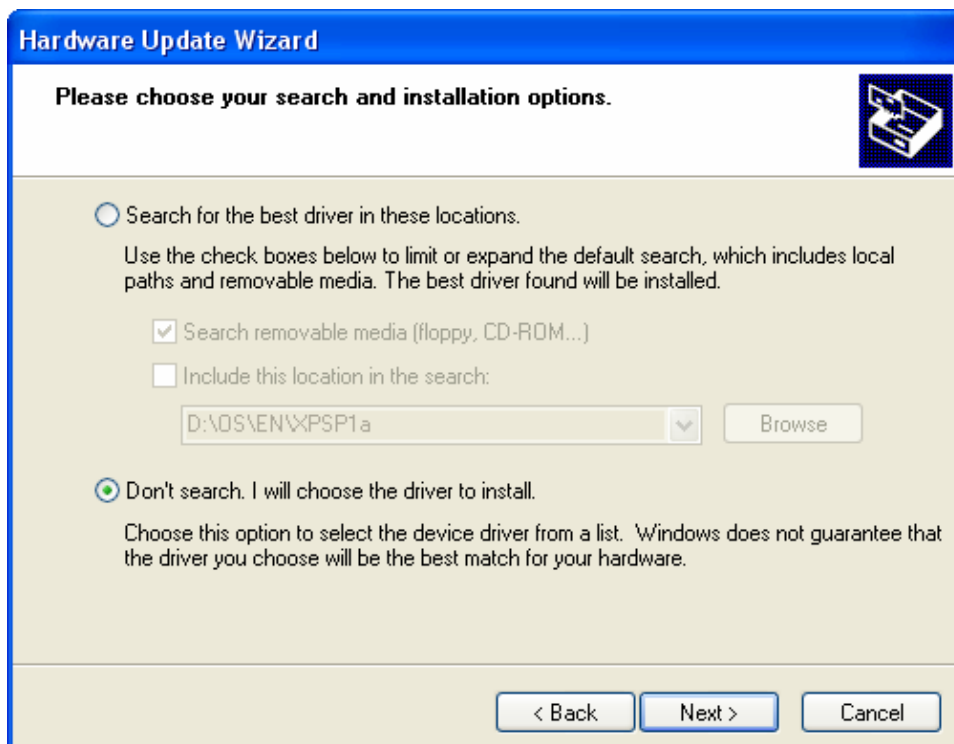 Hardware Update Wizard
Please choose your search and installation options.
Search for the best driver in these locations.
Use the check boxes below to limit or expand the default search, which includes local
paths and removable media. The best driver found will be installed.
Search removable media (floppy, CD-ROM...)
Include this location in the search:
D:\OS\EN\XPSP1a
Browse
Don't search. I will choose the driver to install.
Choose this option to select the device driver from a list.  Windows does not guarantee that
the driver you choose will be the best match for your hardware.
< Back
Next >
Cancel